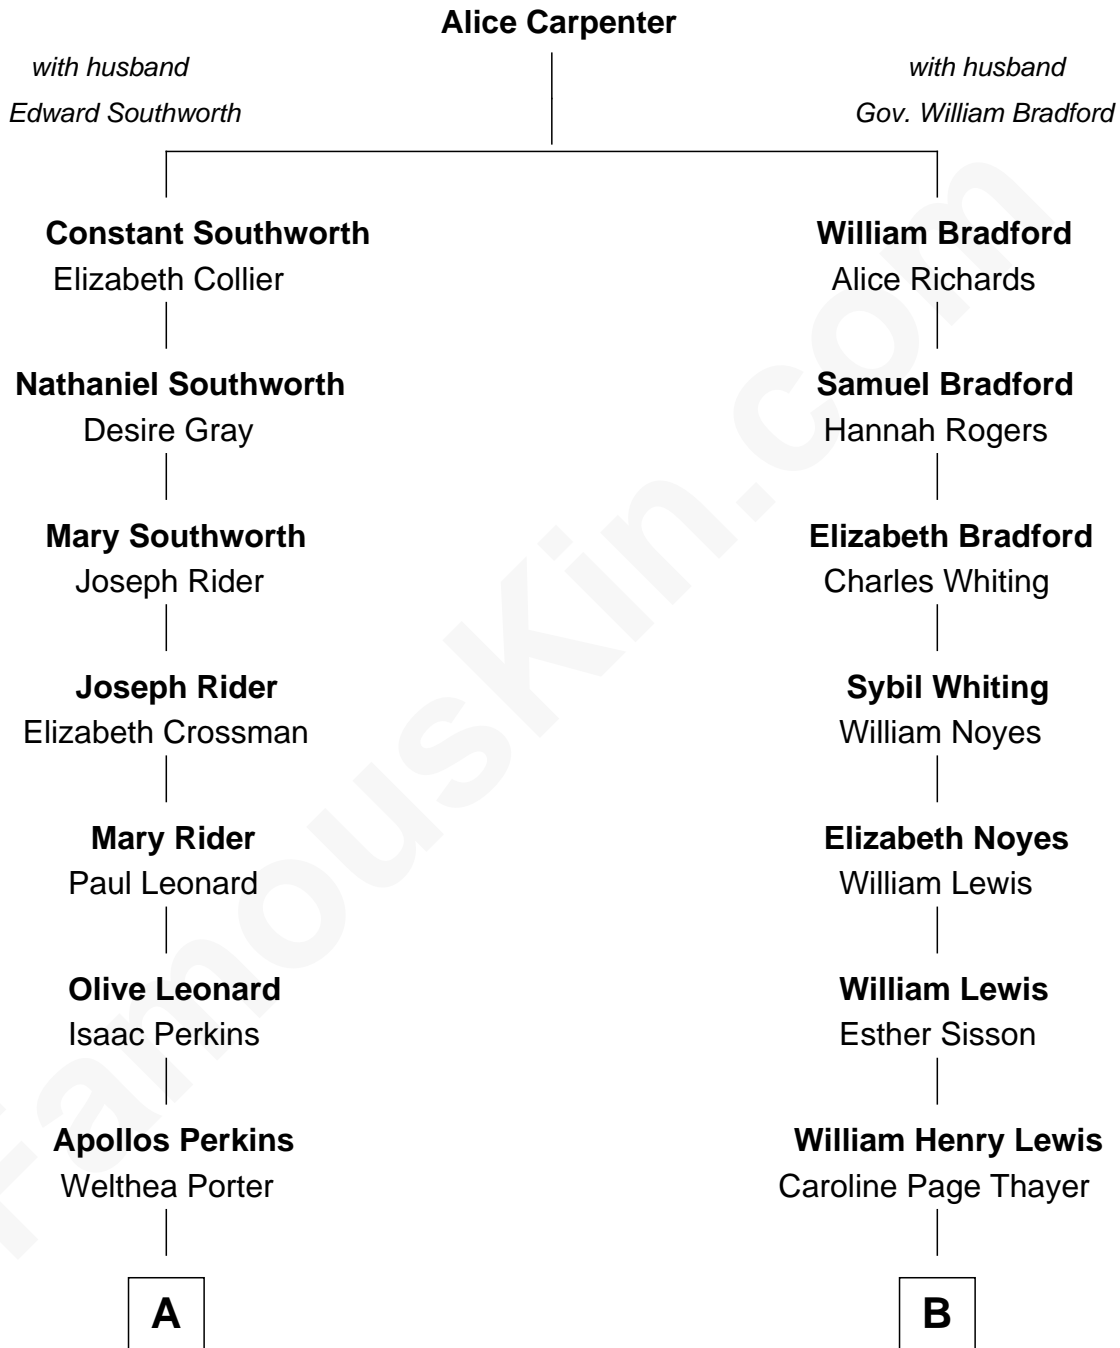 Alice Carpenter
with husband
Edward Southworth
with husband
Gov. William Bradford
Constant Southworth
Elizabeth Collier
William Bradford
Alice Richards
Nathaniel Southworth
Desire Gray
Samuel Bradford
Hannah Rogers
Mary Southworth
Joseph Rider
Elizabeth Bradford
Charles Whiting
Joseph Rider
Elizabeth Crossman
Sybil Whiting
William Noyes
Mary Rider
Paul Leonard
Elizabeth Noyes
William Lewis
Olive Leonard
Isaac Perkins
William Lewis
Esther Sisson
Apollos Perkins
Welthea Porter
William Henry Lewis
Caroline Page Thayer
A
B
FamousKin.com